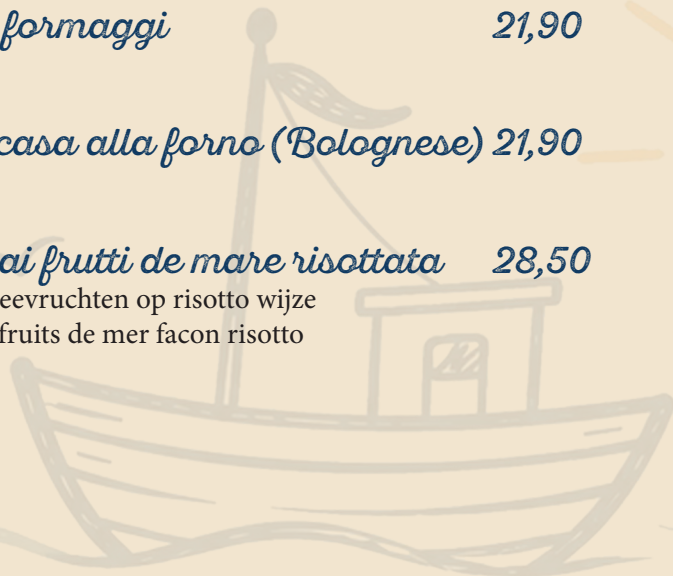 formaggi 21,90
casa alla forno (Bolognese) 21,90
ai frutti de mare risottata 28,50
eevruchten op risotto wijze
fruits de mer facon risotto